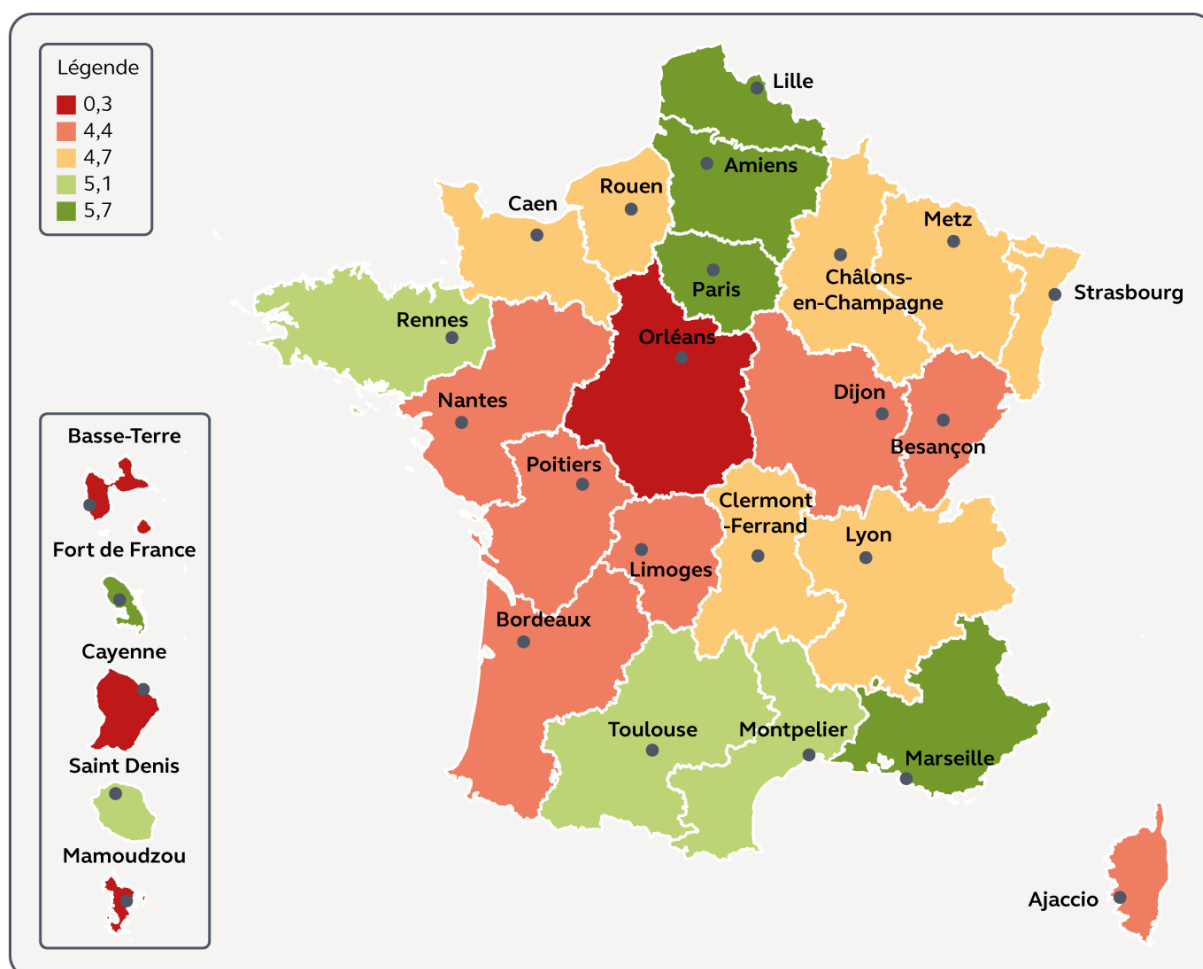 Légende
0,3
4,4
4,7
5,1
5,7
Lille
Amiens
Rouen
Caen
Metz
Paris
Châlons-
en-Champagne
Strasbourg
Rennes
Orléans
Nantes
Dijon
Besançon
Poitiers
Clermont
-Ferrand
Lyon
Limoges
Bordeaux
Toulouse
Montpelier
Marseille
Ajaccio
Basse-Terre
Fort de France
Cayenne
Saint Denis
Mamoudzou